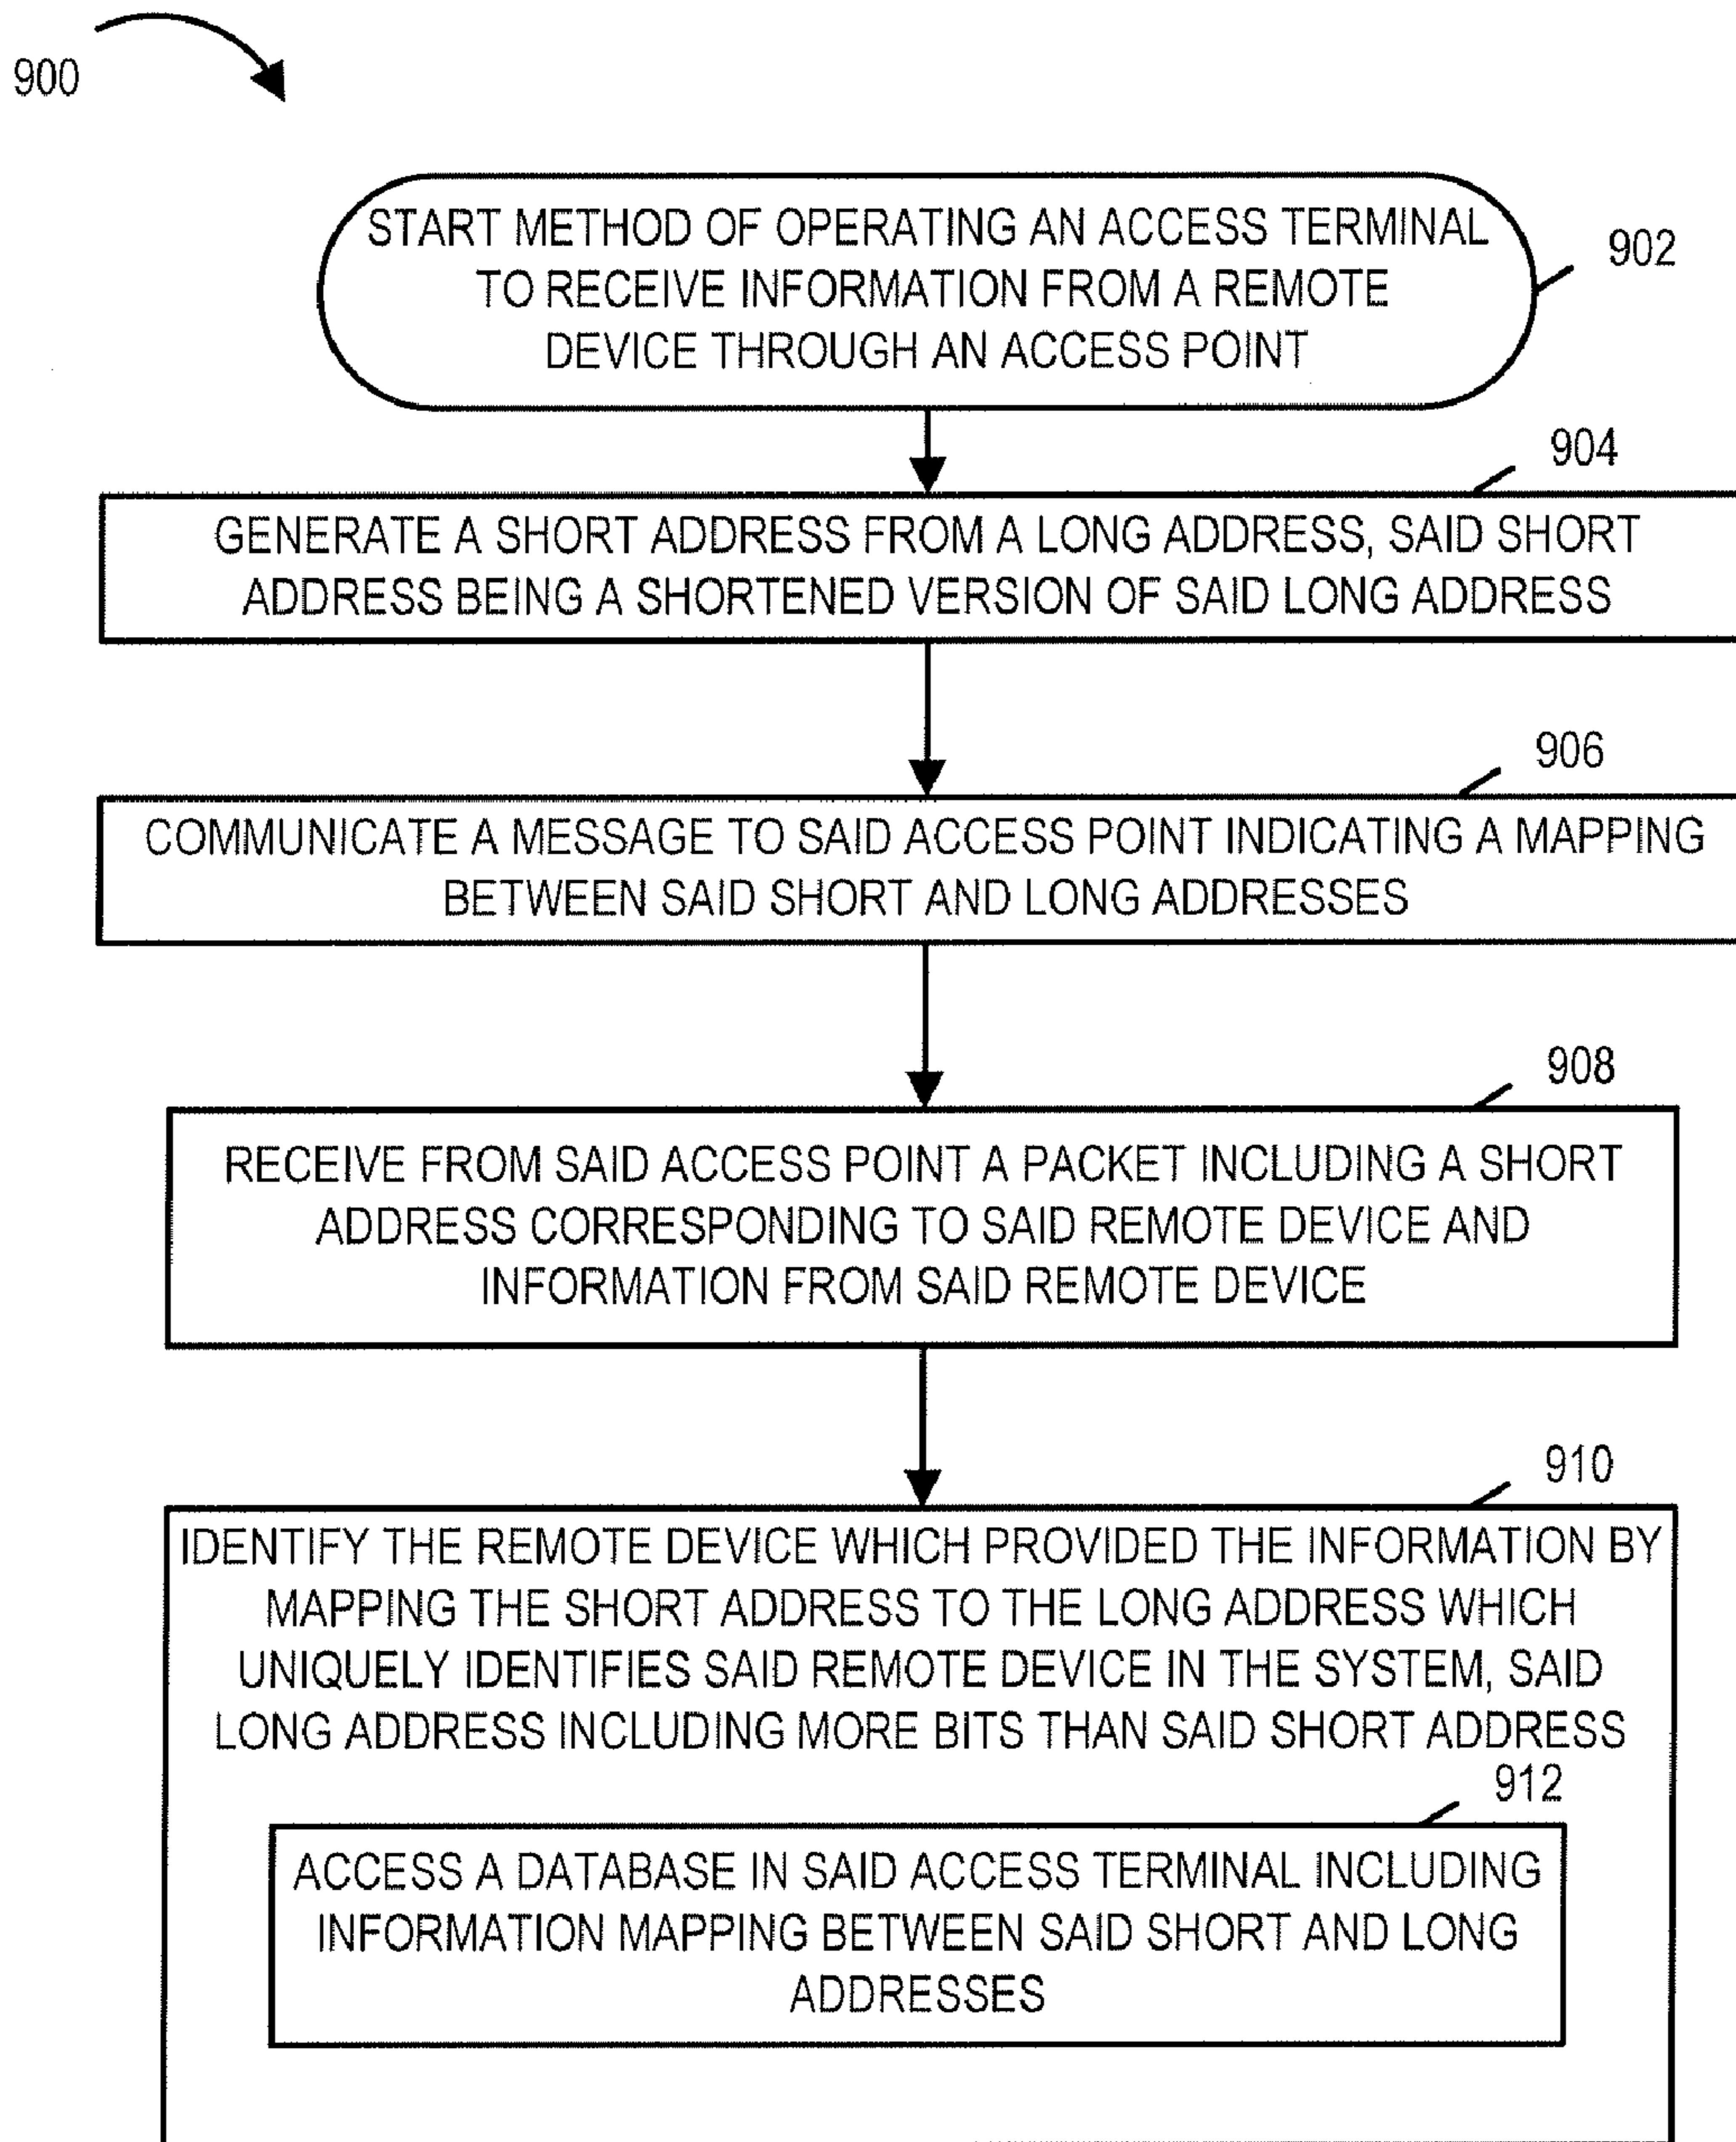 900
START METHOD OF OPERATING AN ACCESS TERMINAL
TO RECEIVE INFORMATION FROM A REMOTE
DEVICE THROUGH AN ACCESS POINT
902
904
GENERATE A SHORT ADDRESS FROM A LONG ADDRESS, SAID SHORT
ADDRESS BEING A SHORTENED VERSION OF SAID LONG ADDRESS
906
COMMUNICATE A MESSAGE TO SAID ACCESS POINT INDICATING A MAPPING
BETWEEN SAID SHORT AND LONG ADDRESSES
908
RECEIVE FROM SAID ACCESS POINT A PACKET INCLUDING A SHORT
ADDRESS CORRESPONDING TO SAID REMOTE DEVICE AND
INFORMATION FROM SAID REMOTE DEVICE
910
IDENTIFY THE REMOTE DEVICE WHICH PROVIDED THE INFORMATION BY
MAPPING THE SHORT ADDRESS TO THE LONG ADDRESS WHICH
UNIQUELY IDENTIFIES SAID REMOTE DEVICE IN THE SYSTEM, SAID
LONG ADDRESS INCLUDING MORE BITS THAN SAID SHORT ADDRESS
912
ACCESS A DATABASE IN SAID ACCESS TERMINAL INCLUDING
INFORMATION MAPPING BETWEEN SAID SHORT AND LONG
ADDRESSES